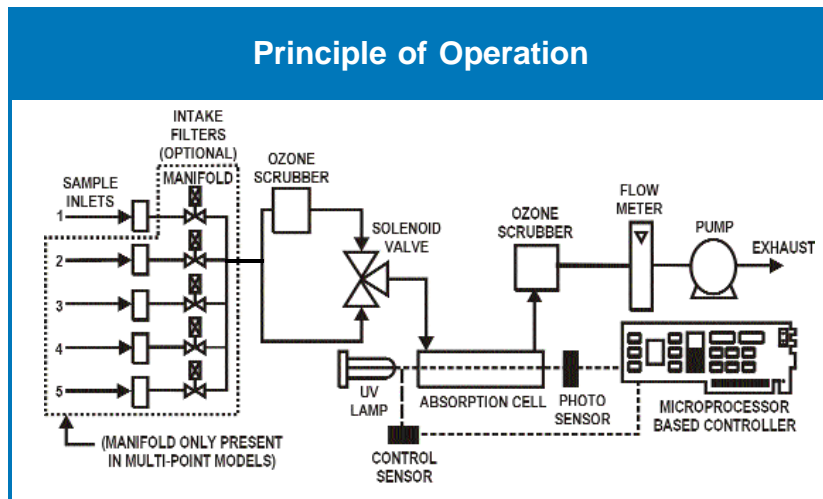 Principle of Operation
INTAKE
FILTERS
(OPTIONAL)
MANIFOLD
SAMPLE
INLETS
1
2
3
4
5
(MANIFOLD ONLY PRESENT
IN MULTI-POINT MODELS)
OZONE
SCRUBBER
SOLENOID
VALVE
UV
LAMP
ABSORPTION CELL
CONTROL
SENSOR
PHOTO
SENSOR
OZONE
SCRUBBER
FLOW
METER
PUMP
EXHAUST
MICROPROCESSOR
BASED CONTROLLER